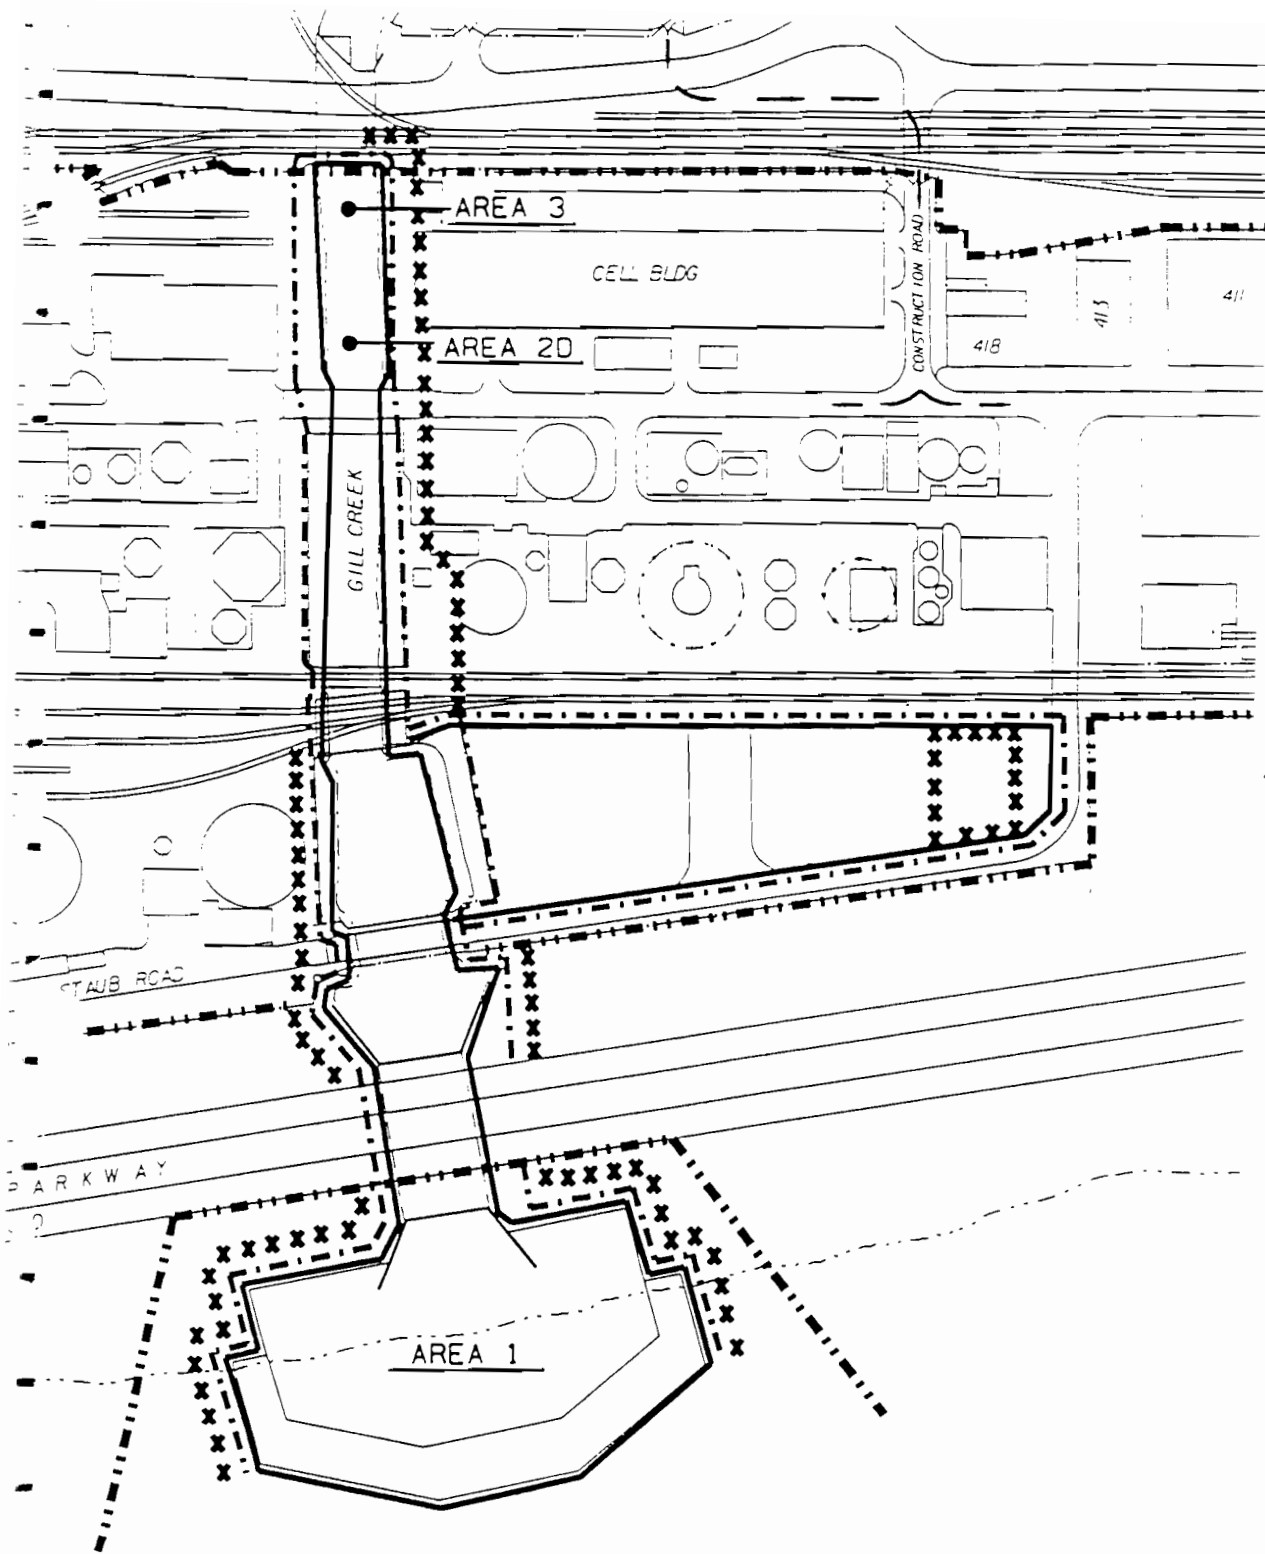 AREA 3
CELL BLDG
CONSTRUCTION ROAD
413
411
418
AREA 2D
GILL CREEK
STAUB ROAD
PARKWAY
AREA 1